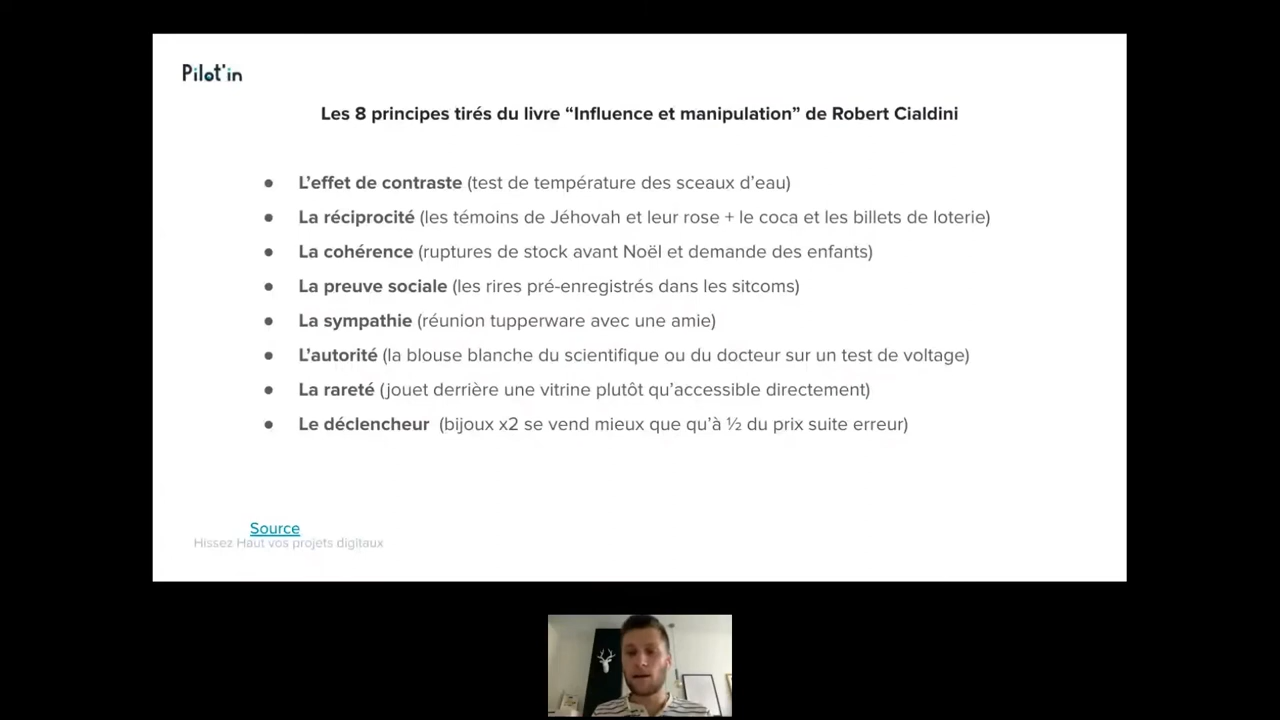 Pilot'in
Les 8 principes tirés du livre “Influence et manipulation” de Robert Cialdini
● L'effet de contraste (test de température des sceaux d'eau)
● La réciprocité (les témoins de Jéhovah et leur rose + le coca et les billets de loterie)
● La cohérence (ruptures de stock avant Noël et demande des enfants)
● La preuve sociale (les rires pré-enregistrés dans les sitcoms)
● La sympathie (réunion tupperware avec une amie)
● L'autorité (la blouse blanche du scientifique ou du docteur sur un test de voltage)
● La rareté (jouet derrière une vitrine plutôt qu'accessible directement)
● Le déclencheur (bijoux x2 se vend mieux que qu'à ½ du prix suite erreur)
Source
Hissez Haut vos projets digitaux